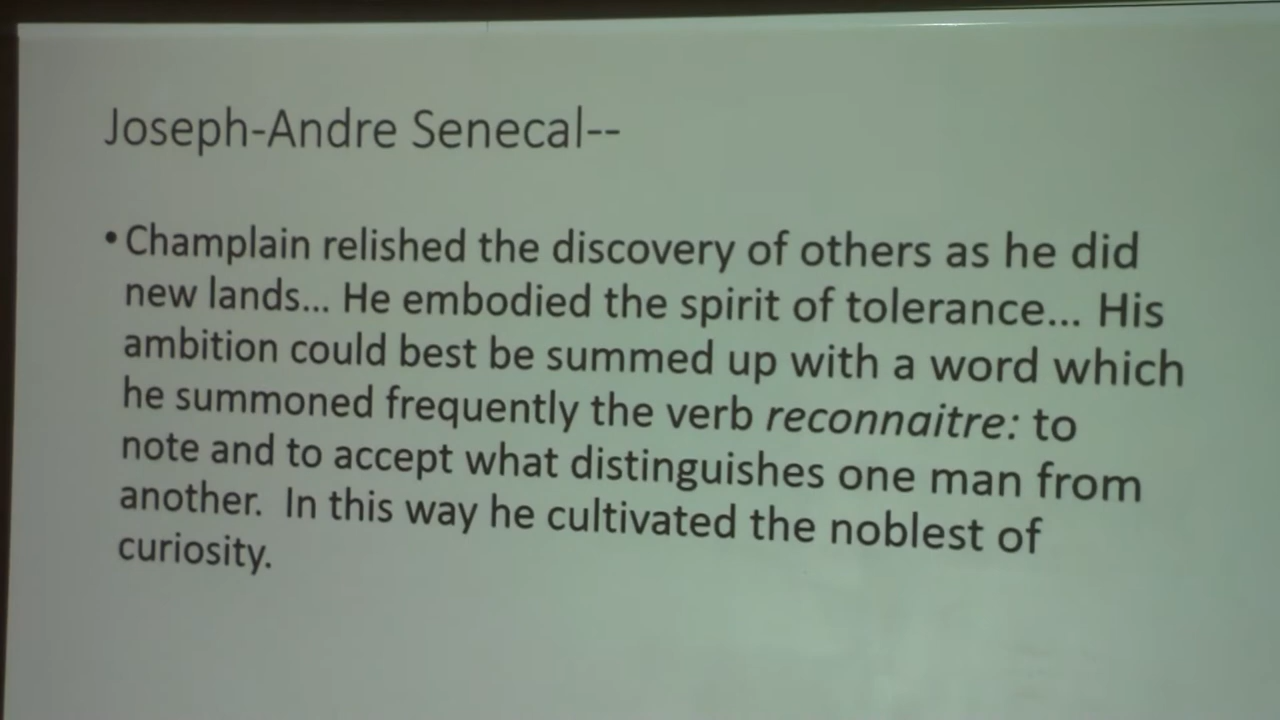 Joseph-Andre Senecal--
• Champlain relished the discovery of others as he did
new lands... He embodied the spirit of tolerance... His
ambition could best be summed up with a word which
he summoned frequently the verb reconnaitre: to
note and to accept what distinguishes one man from
another.  In this way he cultivated the noblest of
curiosity.